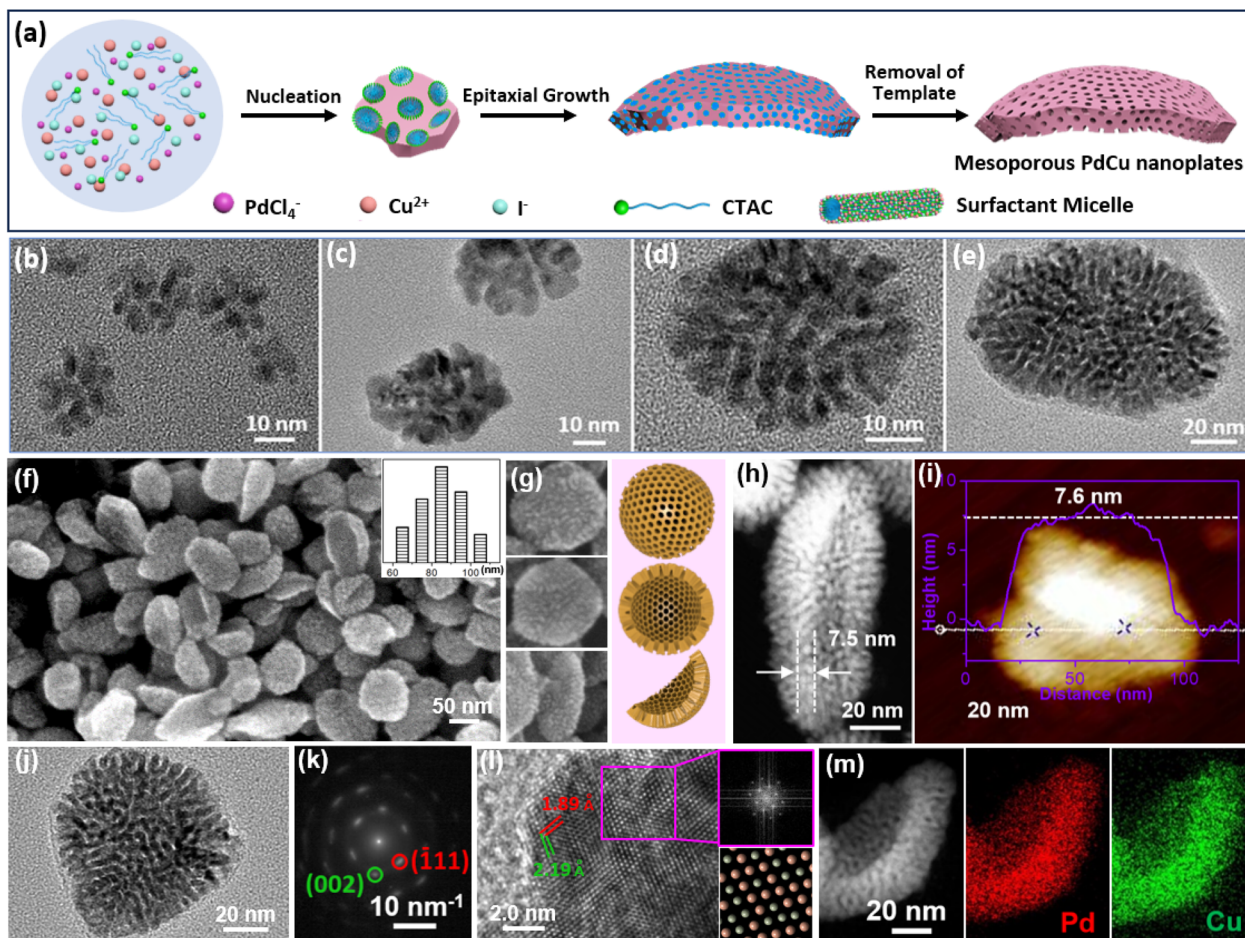 (a)
Nucleation
Epitaxial Growth
Removal of
Template
Mesoporous PdCu nanoplates
PdCl₄⁻
Cu²⁺
I⁻
CTAC
Surfactant Micelle
(b)
10 nm
(c)
10 nm
(d)
10 nm
(e)
20 nm
(f)
60 80 100 (nm)
50 nm
(g)
(h)
7.5 nm
20 nm
(i)
10
5
0
Height (nm)
7.6 nm
0 50 100
Distance (nm)
20 nm
(j)
20 nm
(k)
(002)
(1̄11)
10 nm⁻¹
(l)
1.89 Å
2.19 Å
2.0 nm
(m)
20 nm
Pd
Cu